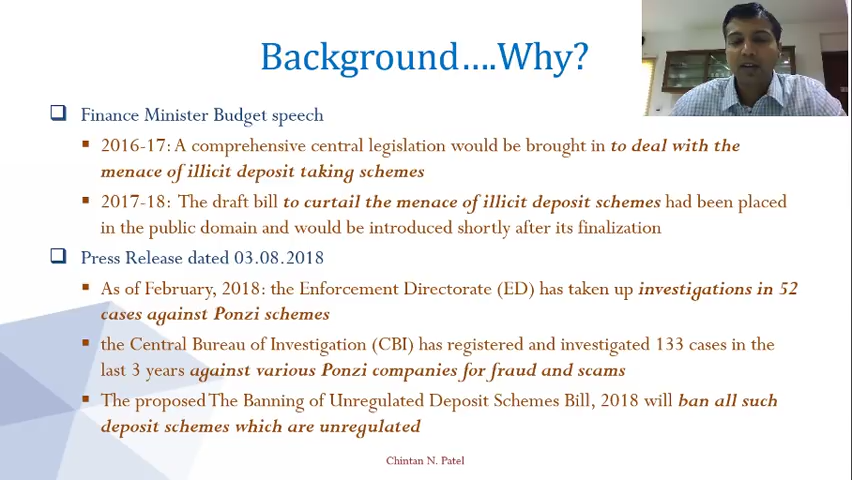 Background....Why?
Finance Minister Budget speech
2016-17: A comprehensive central legislation would be brought in to deal with the
menace of illicit deposit taking schemes
2017-18: The draft bill to curtail the menace of illicit deposit schemes had been placed
in the public domain and would be introduced shortly after its finalization
Press Release dated 03.08.2018
As of February, 2018: the Enforcement Directorate (ED) has taken up investigations in 52
cases against Ponzi schemes
the Central Bureau of Investigation (CBI) has registered and investigated 133 cases in the
last 3 years against various Ponzi companies for fraud and scams
The proposed The Banning of Unregulated Deposit Schemes Bill, 2018 will ban all such
deposit schemes which are unregulated
Chintan N. Patel